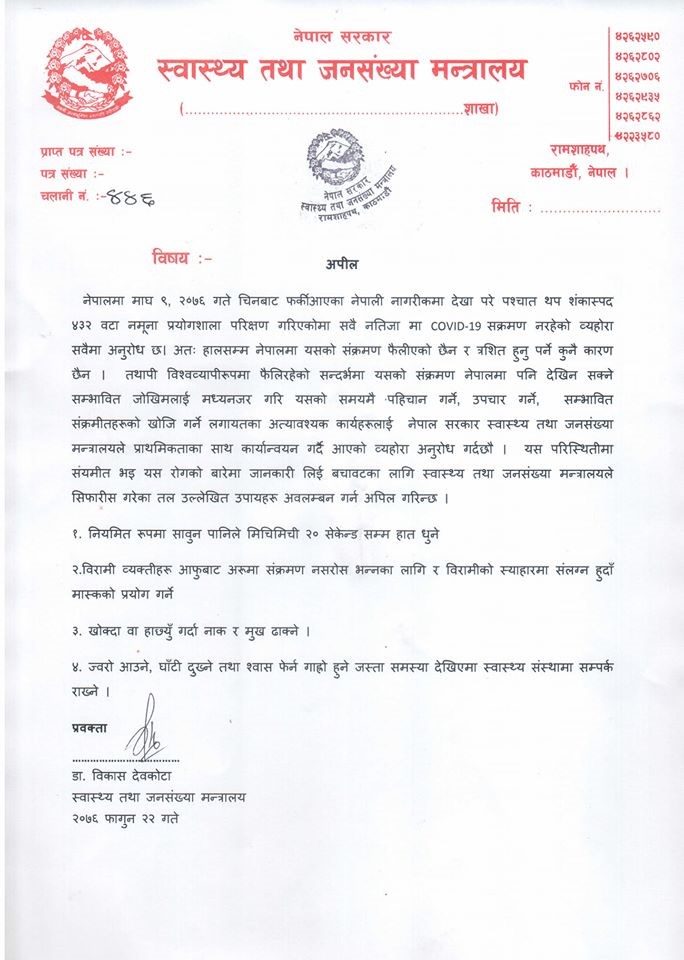 नेपाल सरकार
स्वास्थ्य तथा जनसंख्या मन्त्रालय
(............................................................शाखा)
फोन नं.
४२६२५९०
४२६२८०२
४२६२७०६
४२६२९३५
४२६२८६२
४२२३५८०
प्राप्त पत्र संख्या :-
पत्र संख्या :-
चलानी नं. :- ४४६
रामशाहपथ,
काठमाडौं, नेपाल ।
मिति : ............................
नेपाल सरकार
स्वास्थ्य तथा जनसंख्या मन्त्रालय
रामशाहपथ, काठमाडौं
विषय :-
अपील
नेपालमा माघ ९, २०७६ गते चिनबाट फर्कीआएका नेपाली नागरीकमा देखा परे पश्चात थप शंकास्पद
४३२ वटा नमूना प्रयोगशाला परिक्षण गरिएकोमा सवै नतिजा मा COVID-19 सक्रमण नरहेको व्यहोरा
सवैमा अनुरोध छ। अतः हालसम्म नेपालमा यसको संक्रमण फैलीएको छैन र त्रशित हुनु पर्ने कुनै कारण
छैन । तथापी विश्वव्यापीरुपमा फैलिरहेको सन्दर्भमा यसको संक्रमण नेपालमा पनि देखिन सक्ने
सम्भावित जोखिमलाई मध्यनजर गरि यसको समयमै पहिचान गर्ने, उपचार गर्ने, सम्भावित
संक्रमीतहरुको खोजि गर्ने लगायतका अत्यावश्यक कार्यहरुलाई नेपाल सरकार स्वास्थ्य तथा जनसंख्या
मन्त्रालयले प्राथमिकताका साथ कार्यान्वयन गर्दै आएको व्यहोरा अनुरोध गर्दछौ । यस परिस्थितीमा
संयमीत भइ यस रोगको बारेमा जानकारी लिई बचावटका लागि स्वास्थ्य तथा जनसंख्या मन्त्रालयले
सिफारीस गरेका तल उल्लेखित उपायहरु अवलम्बन गर्न अपिल गरिन्छ ।
१. नियमित रुपमा सावुन पानिले मिचिमिची २० सेकेन्ड सम्म हात धुने
२.विरामी व्यक्तीहरु आफुबाट अरूमा संक्रमण नसरोस भन्नका लागि र विरामीको स्याहारमा संलग्न हुदाँ
मास्कको प्रयोग गर्ने
३. खोक्दा वा हाछ्युँ गर्दा नाक र मुख ढाक्ने ।
४. ज्वरो आउने, घाँटी दुख्ने तथा श्वास फेर्न गाह्रो हुने जस्ता समस्या देखिएमा स्वास्थ्य संस्थामा सम्पर्क
राख्ने ।
प्रवक्ता
................................
डा. विकास देवकोटा
स्वास्थ्य तथा जनसंख्या मन्त्रालय
२०७६ फागुन २२ गते